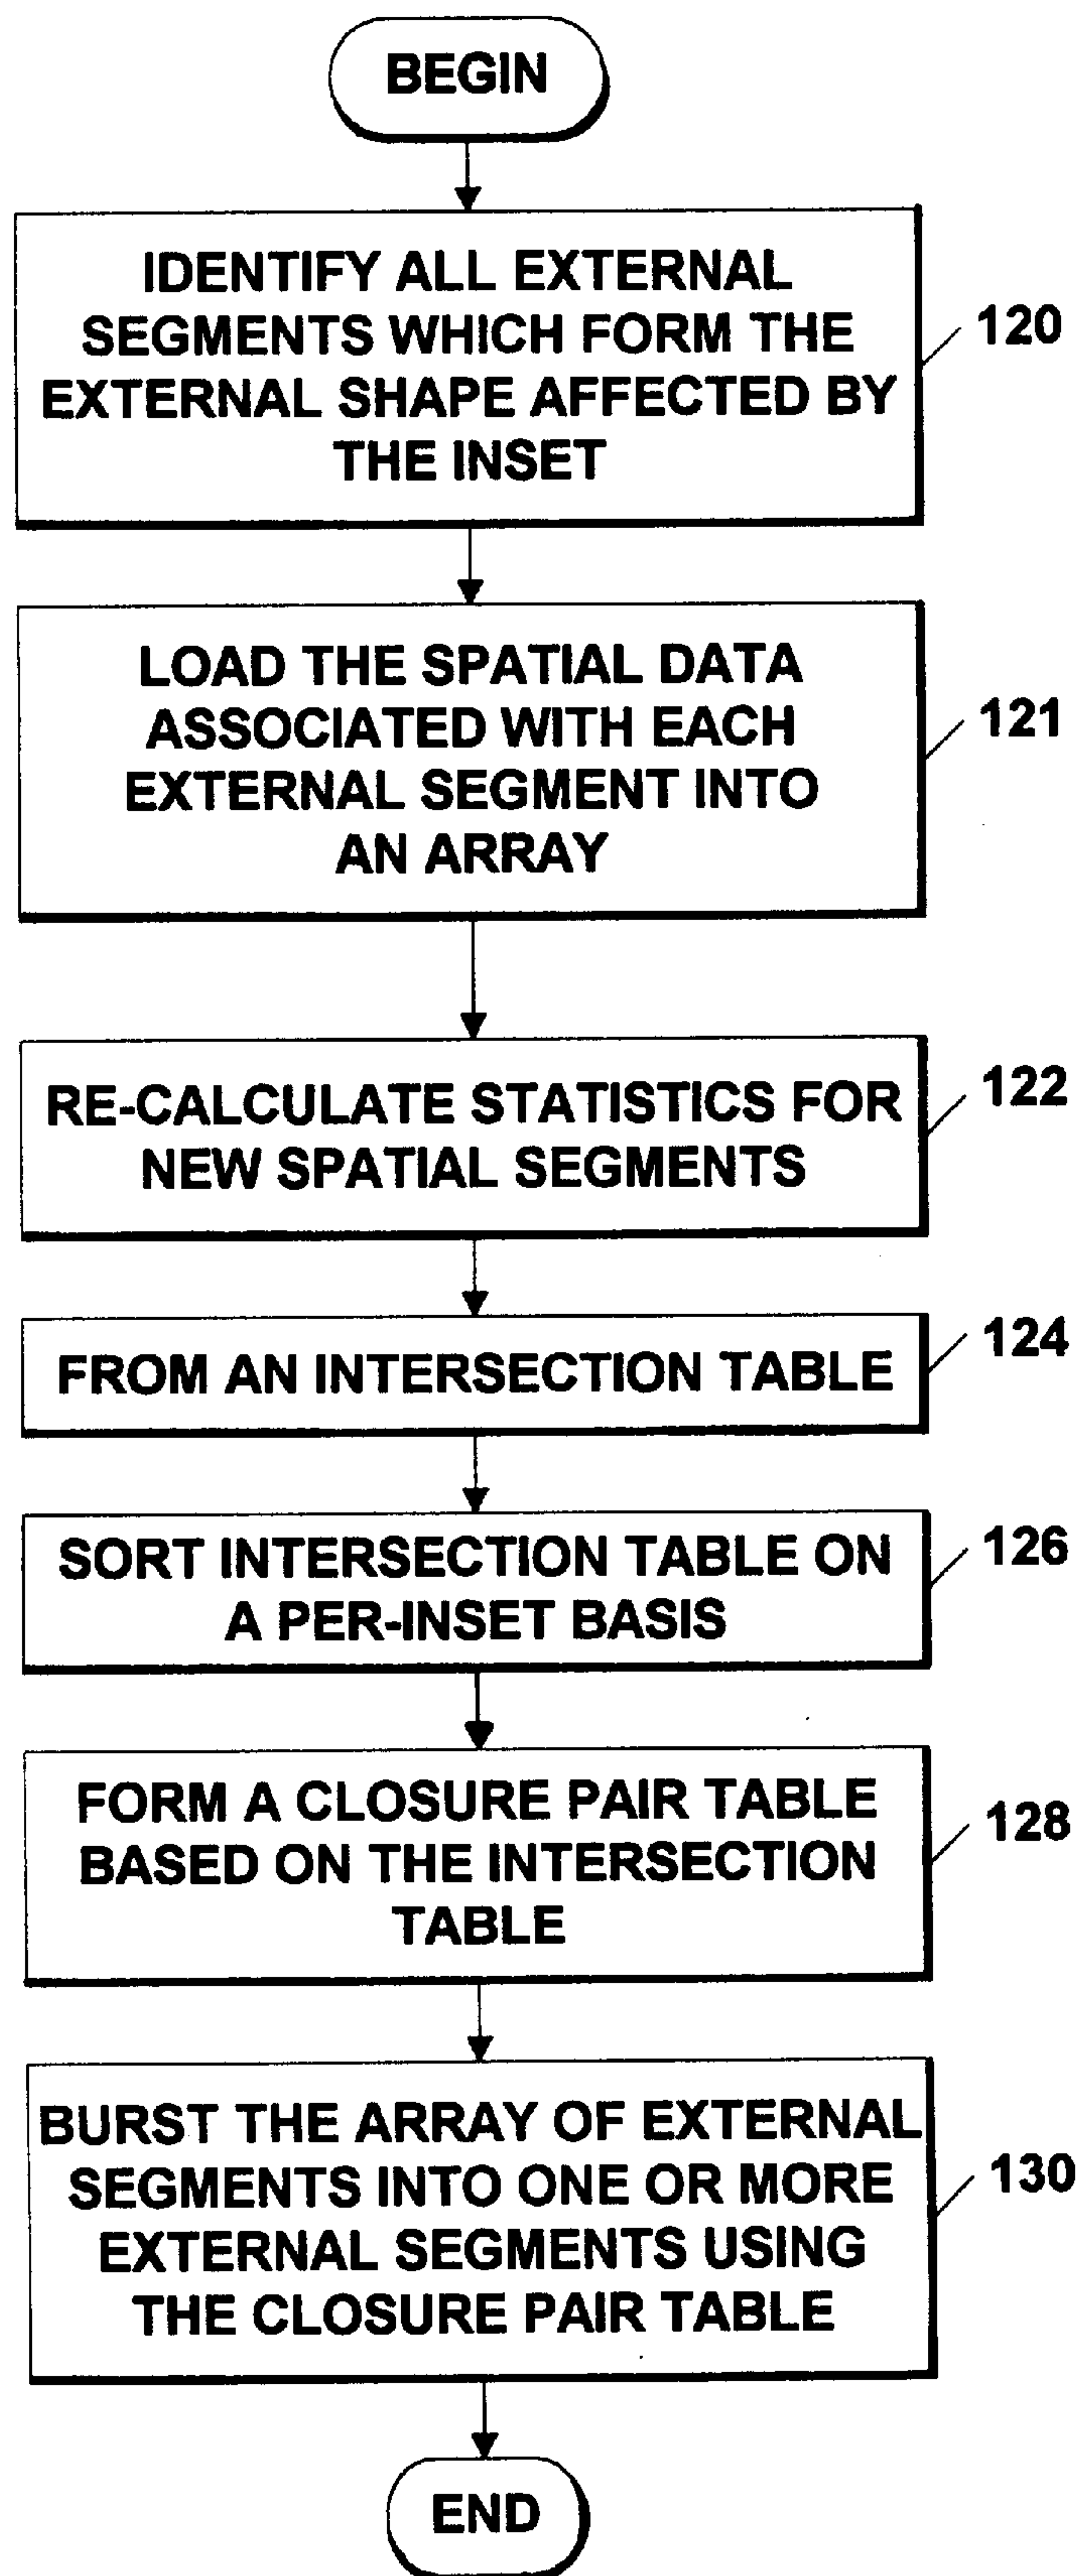 BEGIN
IDENTIFY ALL EXTERNAL
SEGMENTS WHICH FORM THE
EXTERNAL SHAPE AFFECTED BY
THE INSET
120
LOAD THE SPATIAL DATA
ASSOCIATED WITH EACH
EXTERNAL SEGMENT INTO
AN ARRAY
121
RE-CALCULATE STATISTICS FOR
NEW SPATIAL SEGMENTS
122
FROM AN INTERSECTION TABLE
124
SORT INTERSECTION TABLE ON
A PER-INSET BASIS
126
FORM A CLOSURE PAIR TABLE
BASED ON THE INTERSECTION
TABLE
128
BURST THE ARRAY OF EXTERNAL
SEGMENTS INTO ONE OR MORE
EXTERNAL SEGMENTS USING
THE CLOSURE PAIR TABLE
130
END